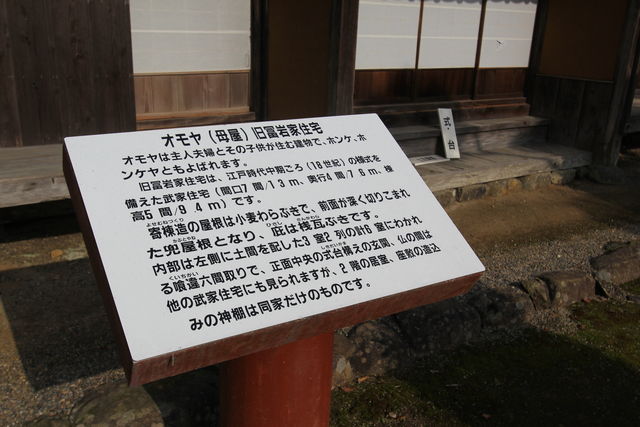 オモヤ（母屋）旧冨岩家住宅
オモヤは主人夫婦とその子供が住む建物で、ホンケ、ホ
ンケヤともよばれます。
旧冨岩家住宅は、江戸時代中期ごろ（18世紀）の様式を
備えた武家住宅（間口7間/13m、奥行4間/7.6m、棟
高5間/9.4m）です。
寄棟造の屋根は小麦わらぶきで、前面が深く切りこまれ
た兜屋根となり、庇は桟瓦ぶきです。
内部は左側に土間を配した3室2列の計6室にわかれ
る喰違六間取りで、正面中央の式台構えの玄関、仏の間は
他の武家住宅にも見られますが、2階の居室、座敷の造込
みの神棚は同家だけのものです。
式台